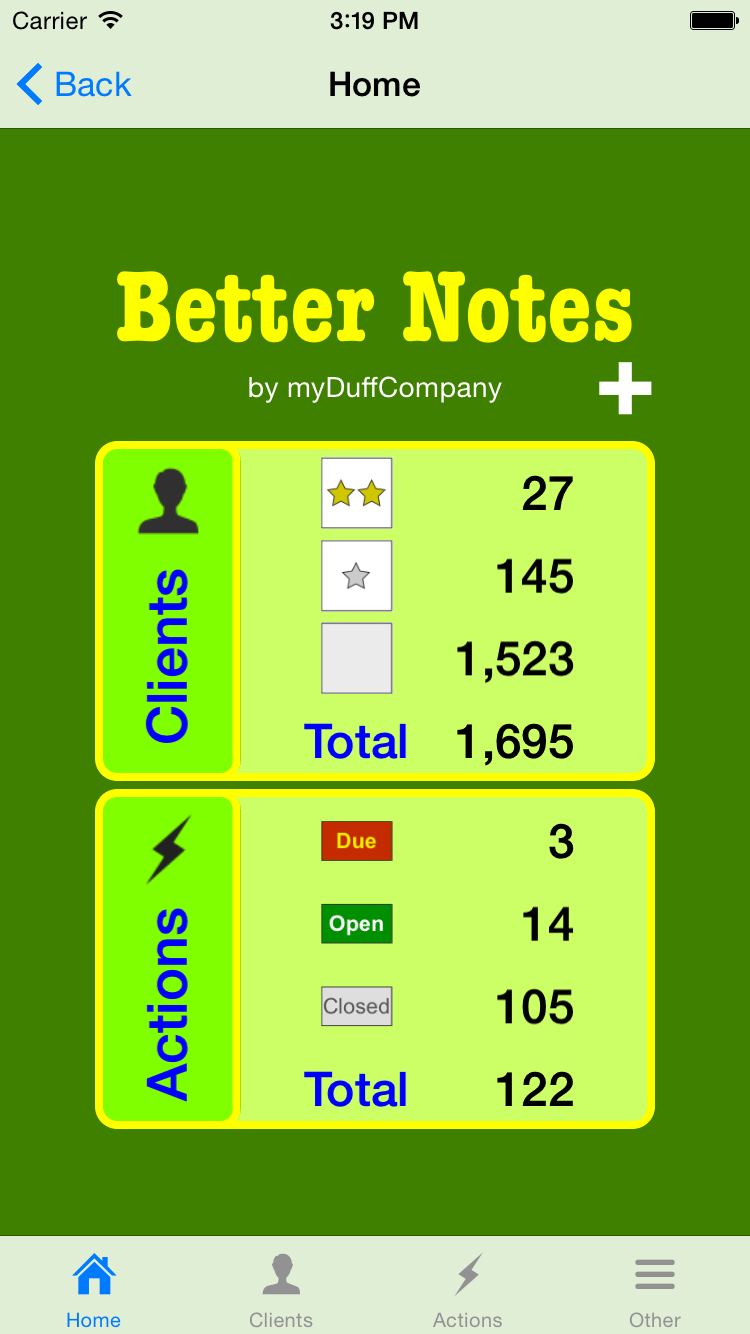 Carrier 3:19 PM
Back Home
Better Notes
by myDuffCompany
Clients
27
145
1,523
Total 1,695
Actions
Due 3
Open 14
Closed 105
Total 122
Home Clients Actions Other